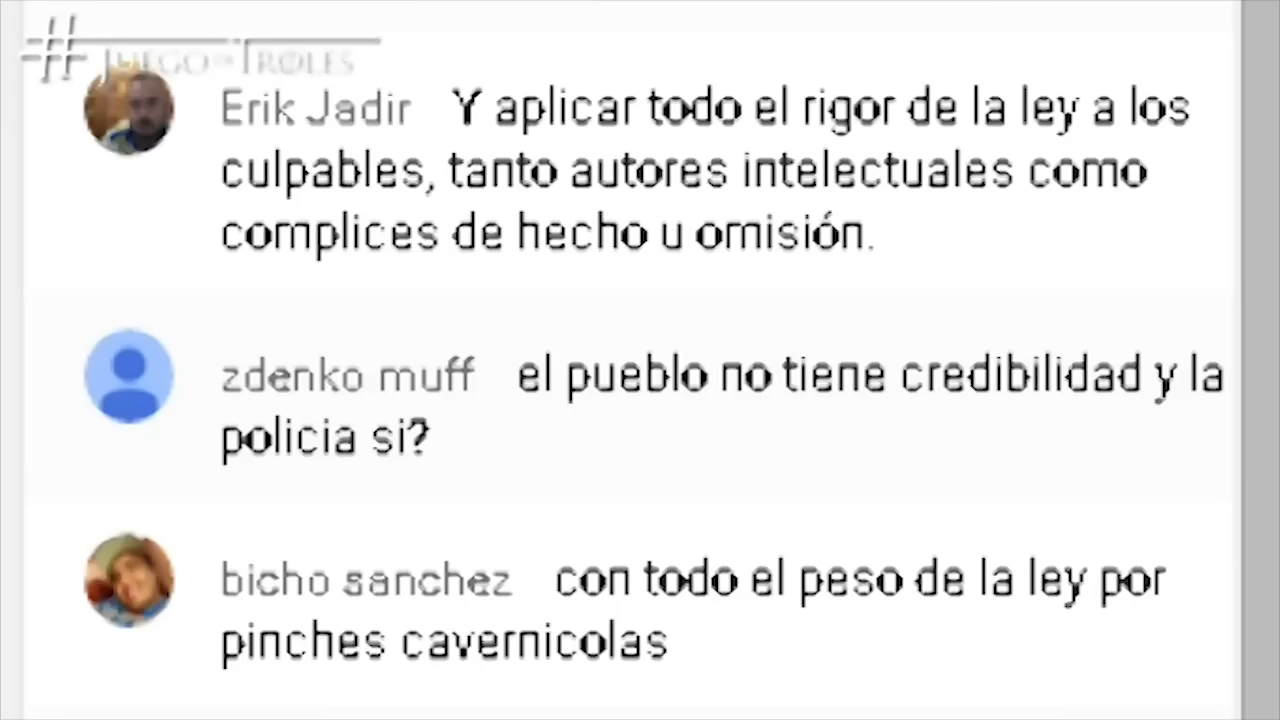 #JUEGO DE TROLES
Erik Jadir Y aplicar todo el rigor de la ley a los
culpables, tanto autores intelectuales como
complices de hecho u omisión.
zdenko muff el pueblo no tiene credibilidad y la
policia si?
bicho sanchez con todo el peso de la ley por
pinches cavernicolas